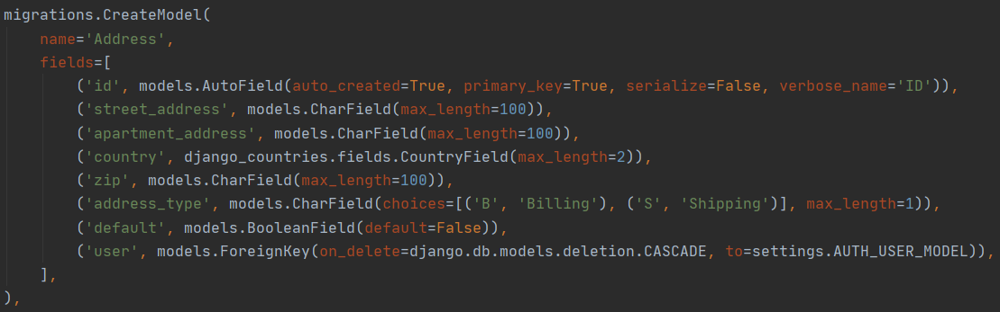 migrations.CreateModel(
    name='Address',
    fields=[
        ('id', models.AutoField(auto_created=True, primary_key=True, serialize=False, verbose_name='ID')),
        ('street_address', models.CharField(max_length=100)),
        ('apartment_address', models.CharField(max_length=100)),
        ('country', django_countries.fields.CountryField(max_length=2)),
        ('zip', models.CharField(max_length=100)),
        ('address_type', models.CharField(choices=[('B', 'Billing'), ('S', 'Shipping')], max_length=1)),
        ('default', models.BooleanField(default=False)),
        ('user', models.ForeignKey(on_delete=django.db.models.deletion.CASCADE, to=settings.AUTH_USER_MODEL)),
    ],
),